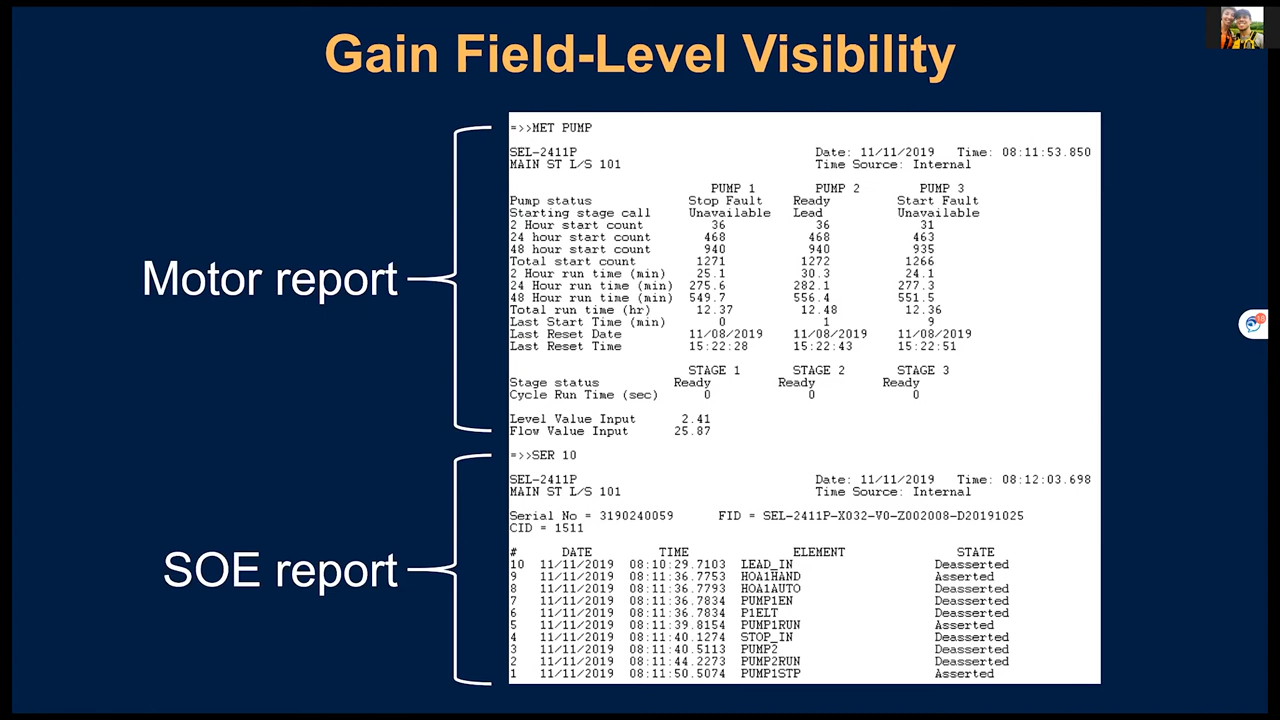 Gain Field-Level Visibility
Motor report
=>>MET PUMP
SEL-2411P Date: 11/11/2019 Time: 08:11:53.850
MAIN ST L/S 101 Time Source: Internal
PUMP 1 PUMP 2 PUMP 3
Pump status Stop Fault Ready Start Fault
Starting stage call Unavailable Lead Unavailable
2 Hour start count 36 36 31
24 hour start count 468 468 463
48 hour start count 940 940 935
Total start count 1271 1272 1266
2 Hour run time (min) 25.1 30.3 24.1
24 Hour run time (min) 275.6 282.1 277.3
48 Hour run time (min) 549.7 556.4 551.5
Total run time (hr) 12.37 12.48 12.36
Last Start Time (min) 0 1 9
Last Reset Date 11/08/2019 11/08/2019 11/08/2019
Last Reset Time 15:22:28 15:22:43 15:22:51
STAGE 1 STAGE 2 STAGE 3
Stage status Ready Ready Ready
Cycle Run Time (sec) 0 0 0
Level Value Input 2.41
Flow Value Input 25.87
SOE report
=>>SER 10
SEL-2411P Date: 11/11/2019 Time: 08:12:03.698
MAIN ST L/S 101 Time Source: Internal
Serial No = 3190240059 FID = SEL-2411P-X032-V0-Z002008-D20191025
CID = 1511
# DATE TIME ELEMENT STATE
10 11/11/2019 08:10:29.7103 LEAD_IN Deasserted
9 11/11/2019 08:11:36.7753 HOA1HAND Asserted
8 11/11/2019 08:11:36.7793 HOA1AUTO Deasserted
7 11/11/2019 08:11:36.7834 PUMP1EN Deasserted
6 11/11/2019 08:11:36.7834 P1ELT Deasserted
5 11/11/2019 08:11:39.8154 PUMP1RUN Asserted
4 11/11/2019 08:11:40.1274 STOP_IN Deasserted
3 11/11/2019 08:11:40.5113 PUMP2 Deasserted
2 11/11/2019 08:11:44.2273 PUMP2RUN Deasserted
1 11/11/2019 08:11:50.5074 PUMP1STP Asserted